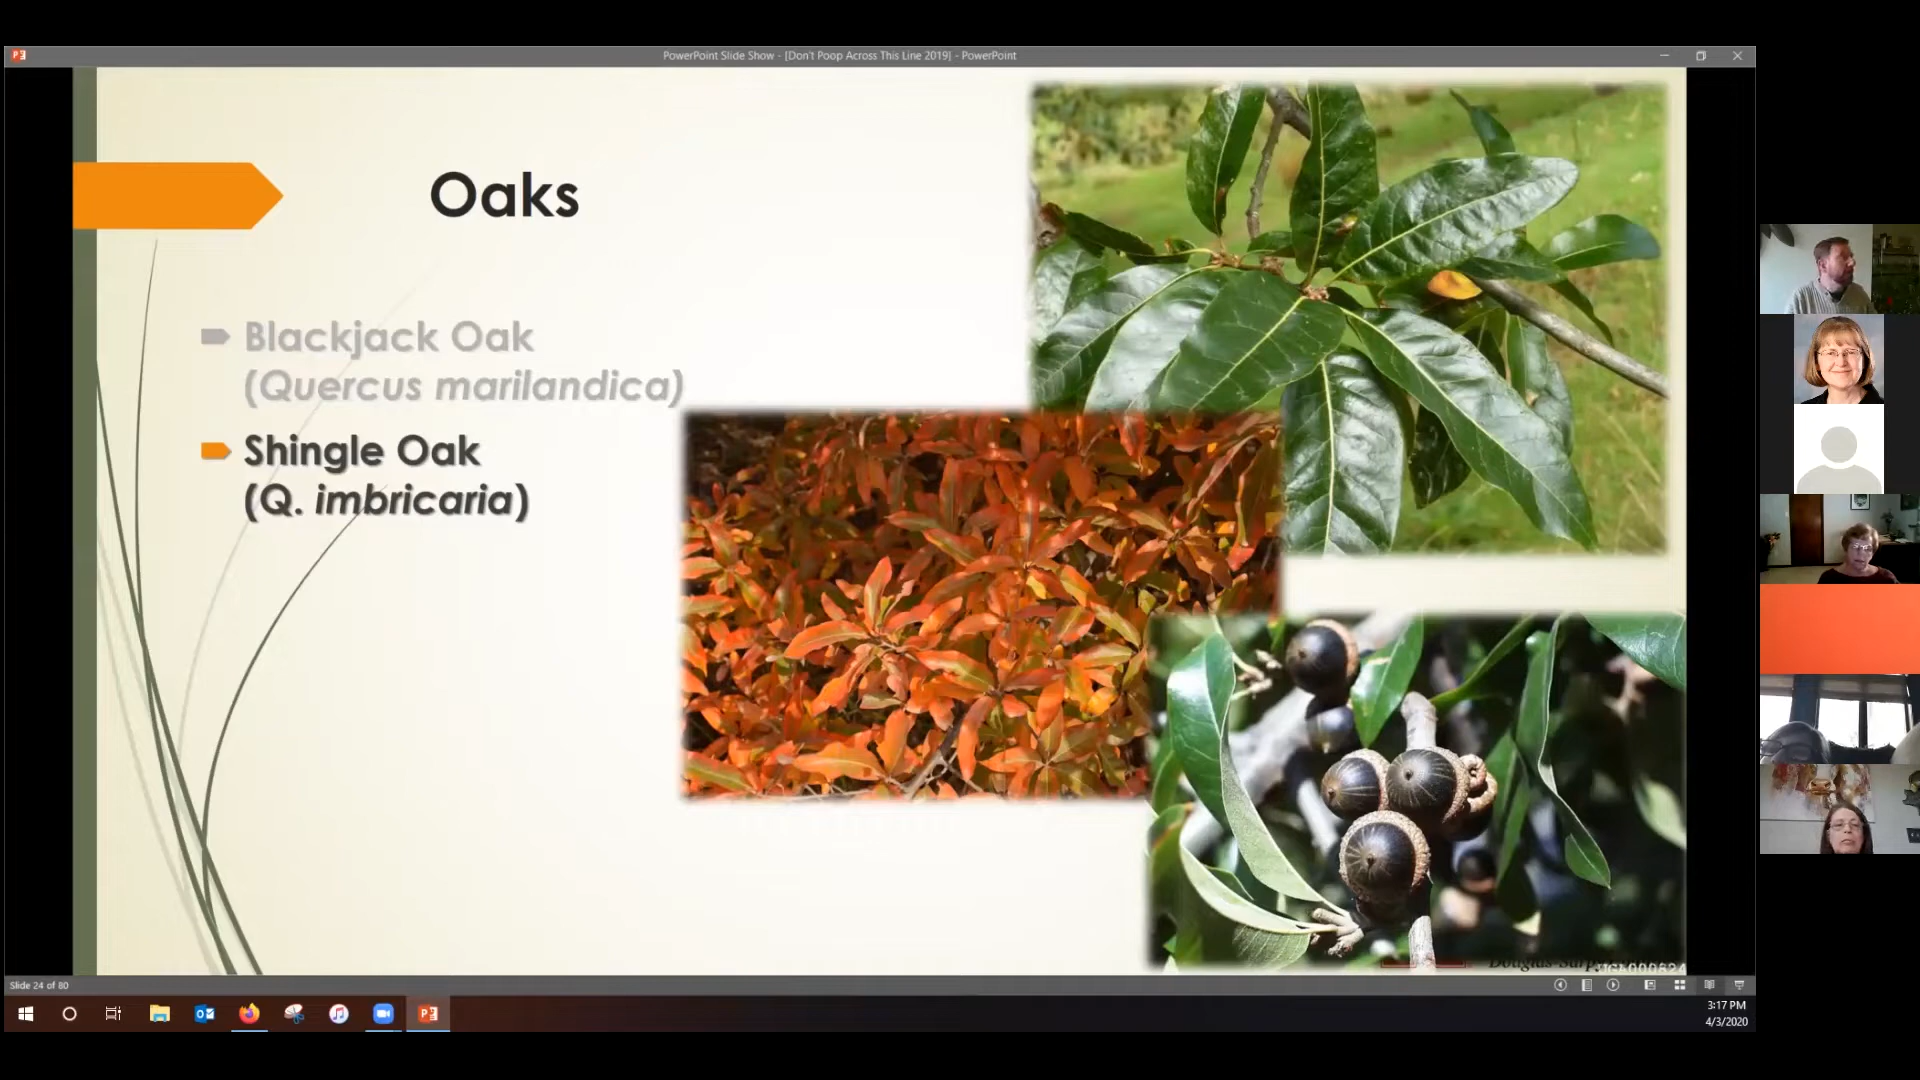 PowerPoint Slide Show - [Don't Poop Across This Line 2019] - PowerPoint
Oaks
Blackjack Oak
(Quercus marilandica)
Shingle Oak
(Q. imbricaria)
Slide 24 of 80
3:17 PM
4/3/2020